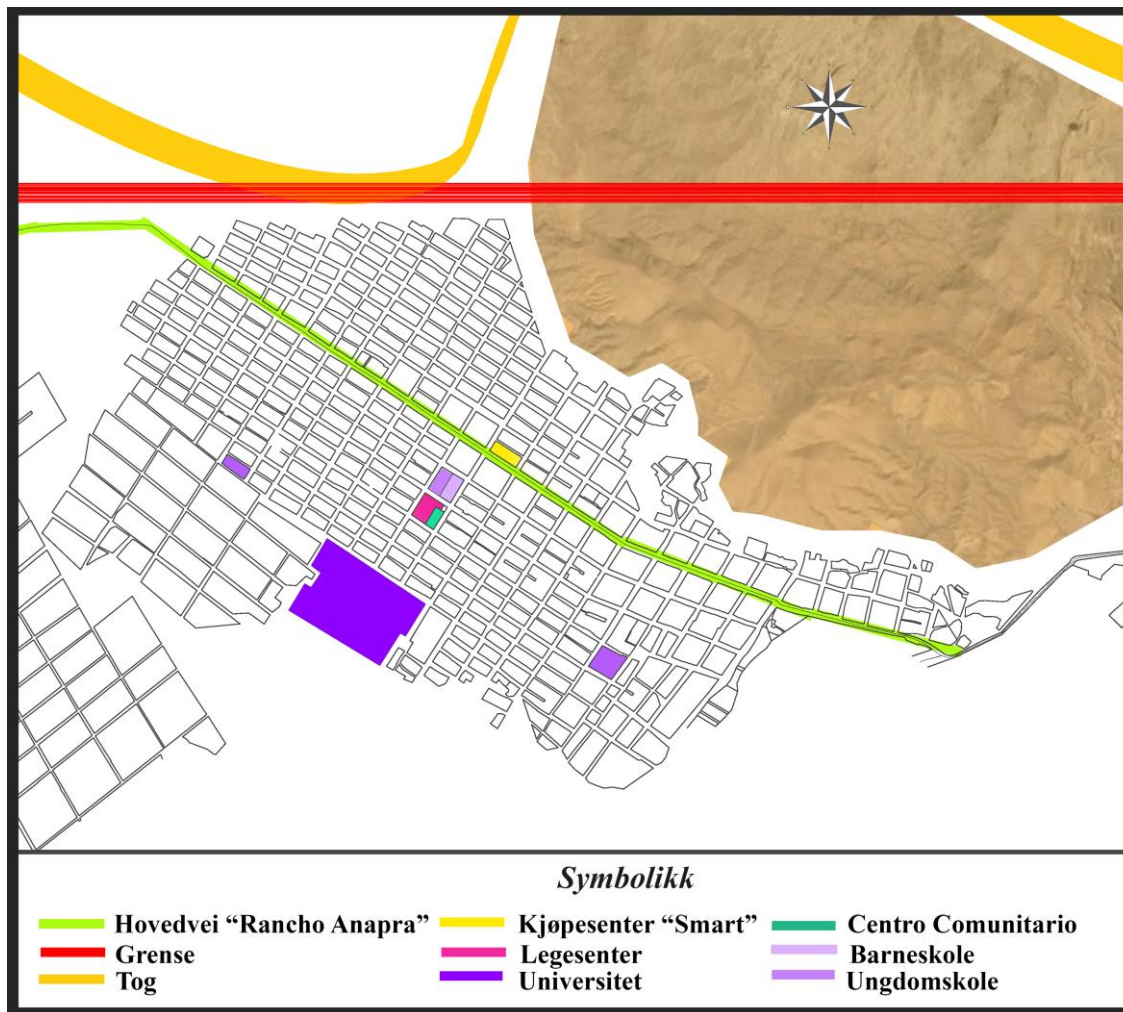 Symbolikk
Hovedvei “Rancho Anapra”
Kjøpesenter “Smart”
Centro Comunitario
Grense
Legesenter
Barneskole
Tog
Universitet
Ungdomskole